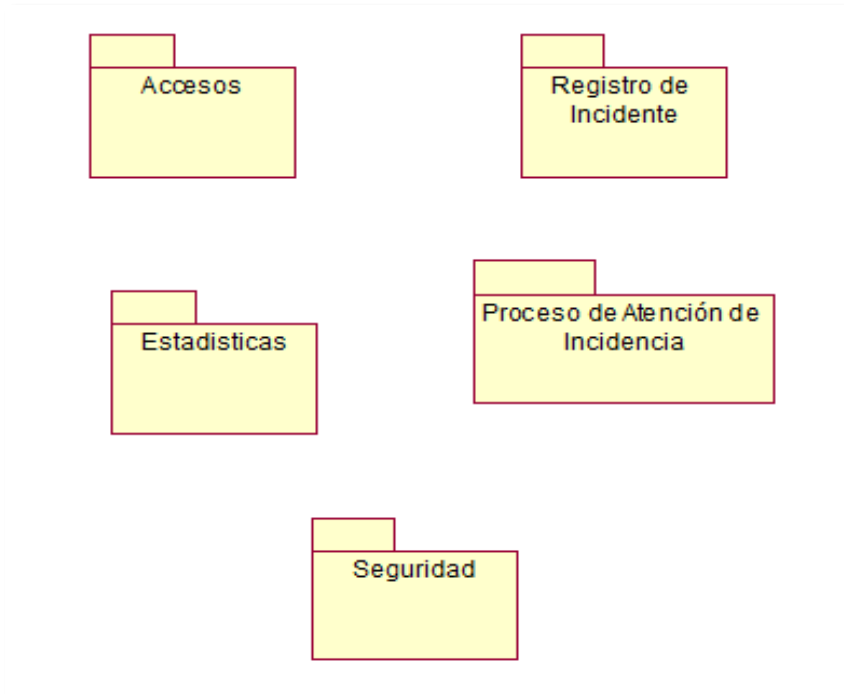 Accesos
Registro de
Incidente
Estadisticas
Proceso de Atención de
Incidencia
Seguridad